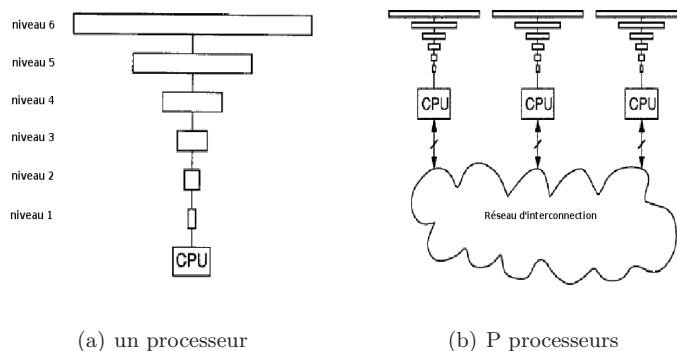 niveau 6
niveau 5
niveau 4
niveau 3
niveau 2
niveau 1
CPU
CPU
CPU
CPU
Réseau d'interconnection
(a) un processeur
(b) P processeurs